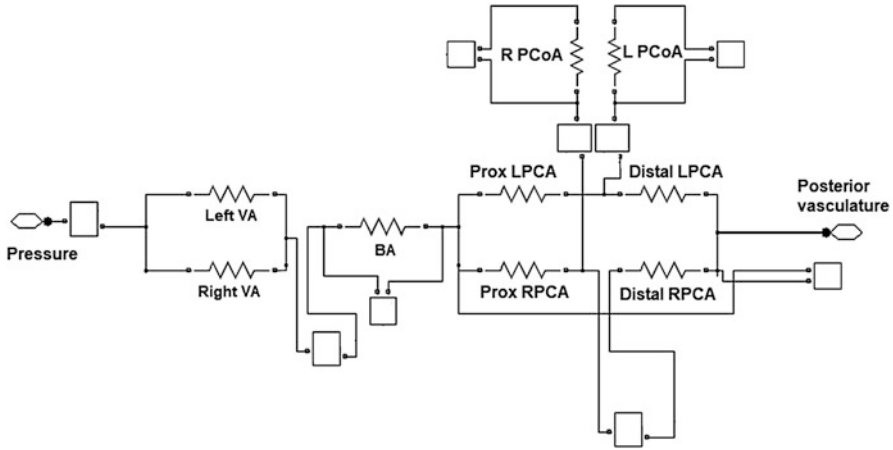 R PCoA
L PCoA
Prox LPCA
Distal LPCA
Posterior
vasculature
Left VA
BA
Pressure
Right VA
Prox RPCA
Distal RPCA